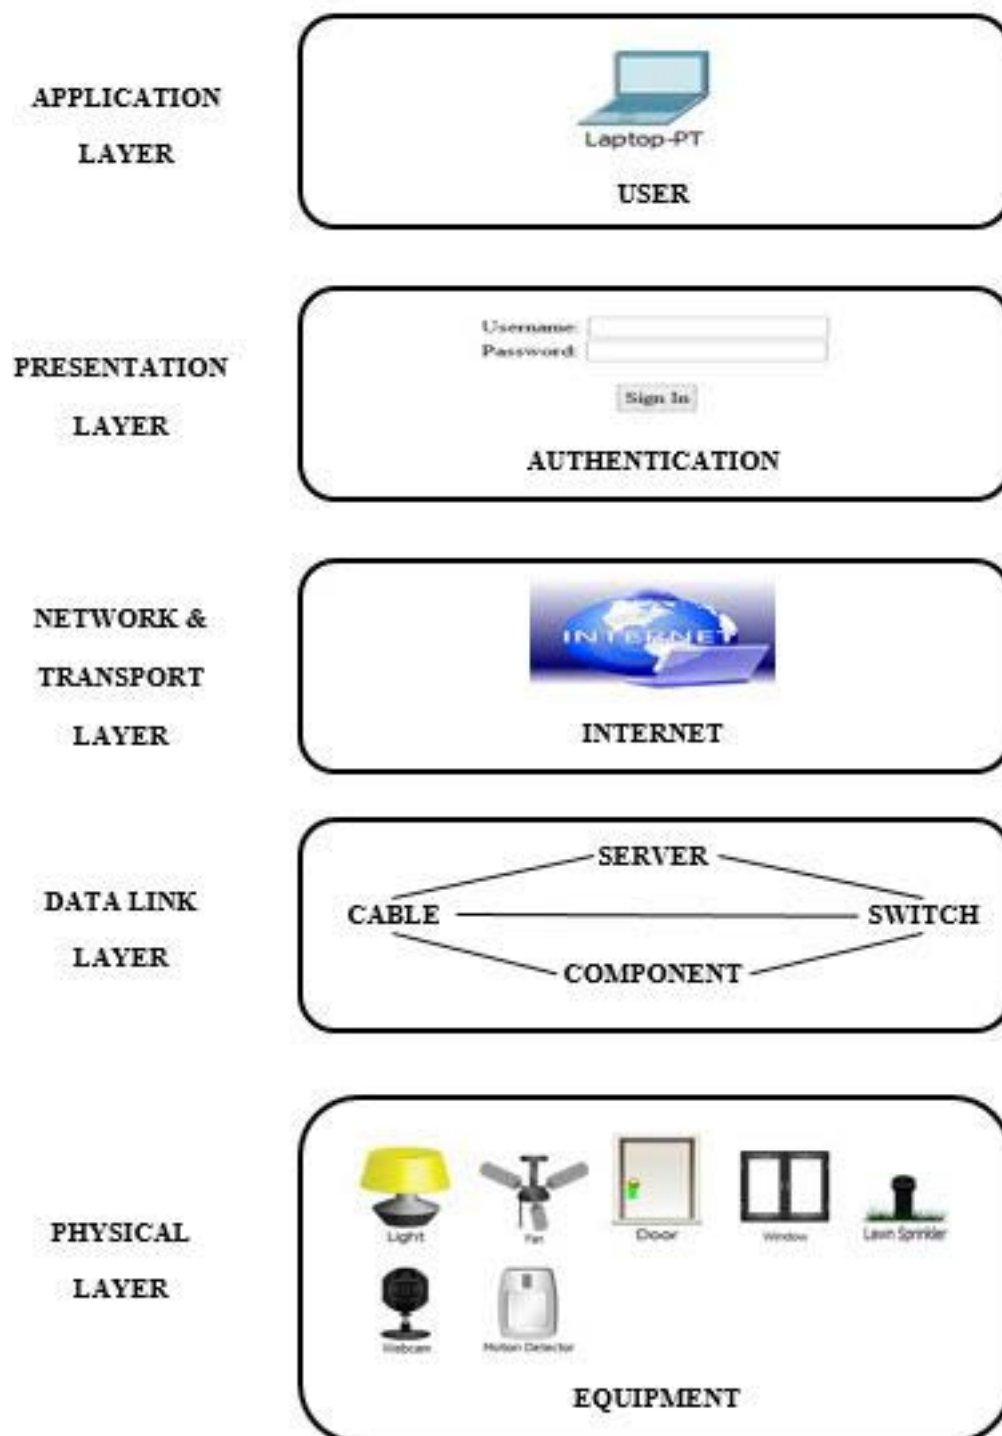 APPLICATION
LAYER
Laptop-PT
USER
PRESENTATION
LAYER
Username:
Password:
Sign In
AUTHENTICATION
NETWORK &
TRANSPORT
LAYER
INTERNET
INTERNET
DATA LINK
LAYER
SERVER
CABLE
SWITCH
COMPONENT
PHYSICAL
LAYER
Light
Fan
Door
Window
Lawn Sprinkler
Webcam
Motion Detector
EQUIPMENT